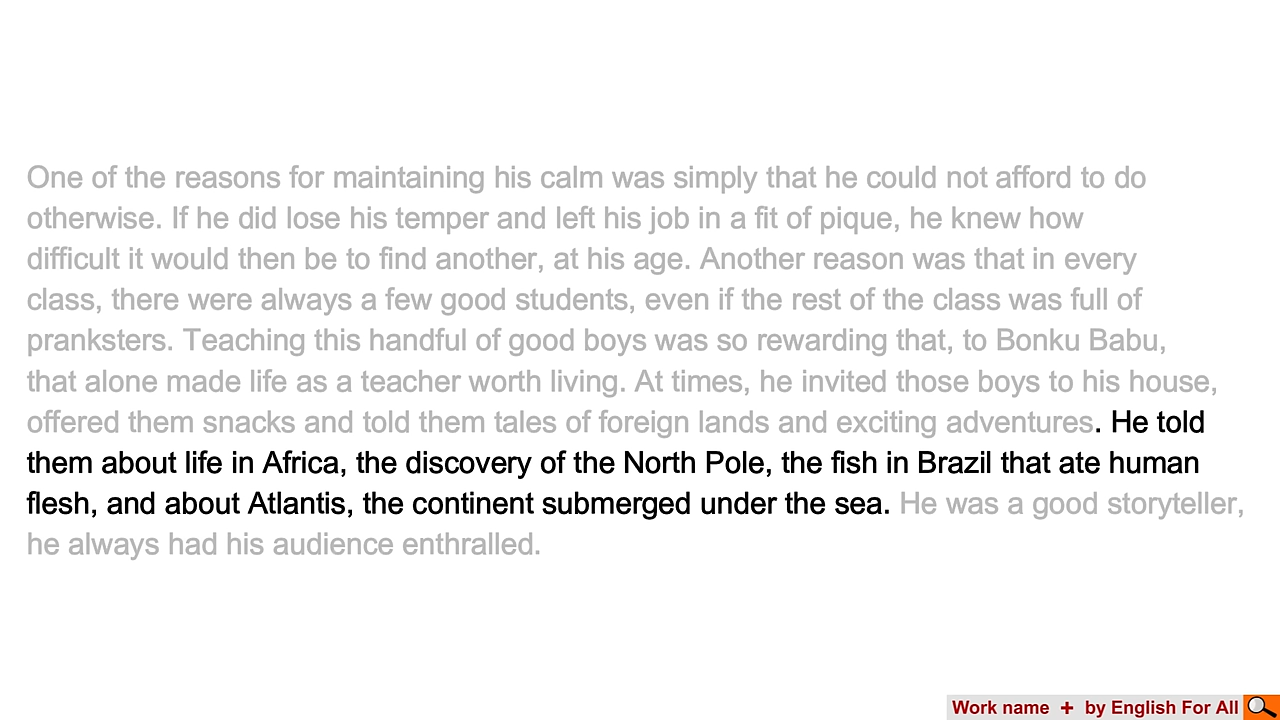 One of the reasons for maintaining his calm was simply that he could not afford to do
otherwise. If he did lose his temper and left his job in a fit of pique, he knew how
difficult it would then be to find another, at his age. Another reason was that in every
class, there were always a few good students, even if the rest of the class was full of
pranksters. Teaching this handful of good boys was so rewarding that, to Bonku Babu,
that alone made life as a teacher worth living. At times, he invited those boys to his house,
offered them snacks and told them tales of foreign lands and exciting adventures. He told
them about life in Africa, the discovery of the North Pole, the fish in Brazil that ate human
flesh, and about Atlantis, the continent submerged under the sea. He was a good storyteller,
he always had his audience enthralled.
Work name + by English For All